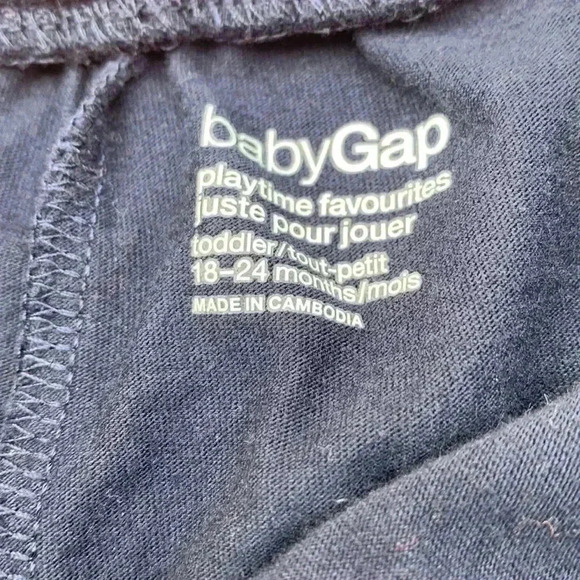 babyGap
playtime favourites
juste pour jouer
toddler/tout-petit
18-24 months/mois
MADE IN CAMBODIA